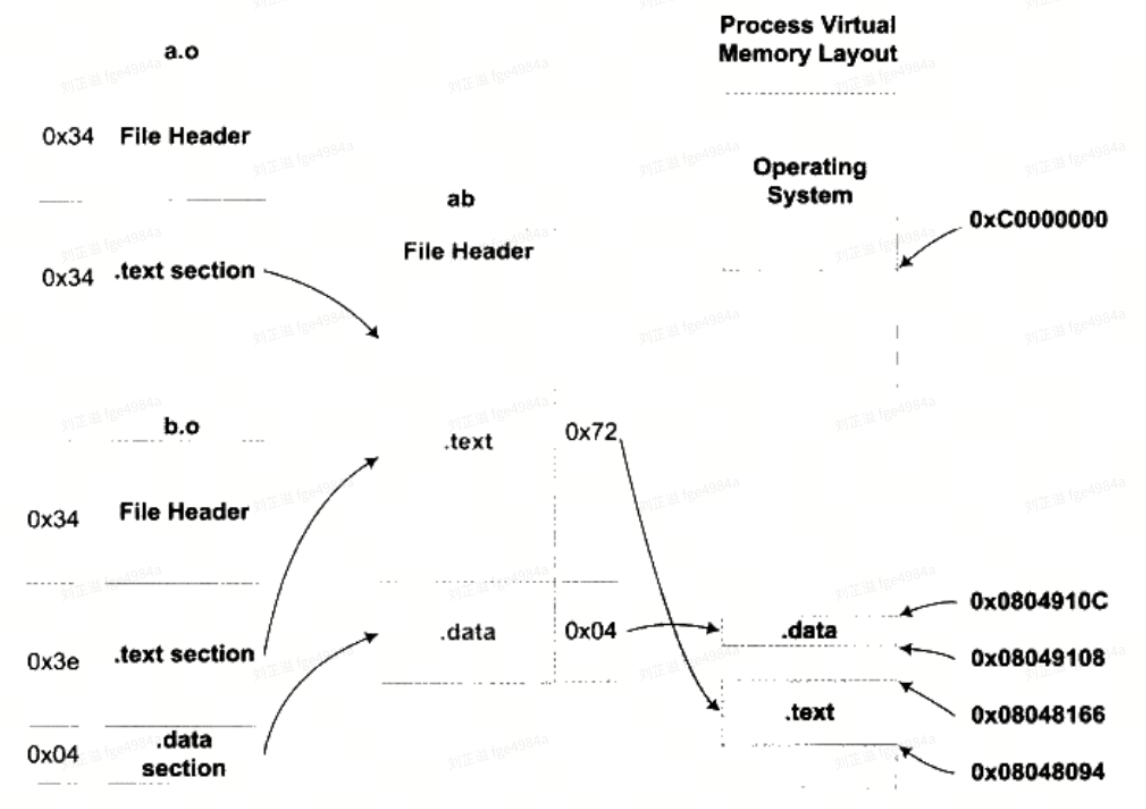 a.o
0x34 File Header
0x34 .text section
b.o
0x34 File Header
0x3e .text section
0x04 .data
section
ab
File Header
.text 0x72
.data 0x04
Process Virtual
Memory Layout
Operating
System
0xC0000000
.data
.text
0x0804910C
0x08049108
0x08048166
0x08048094